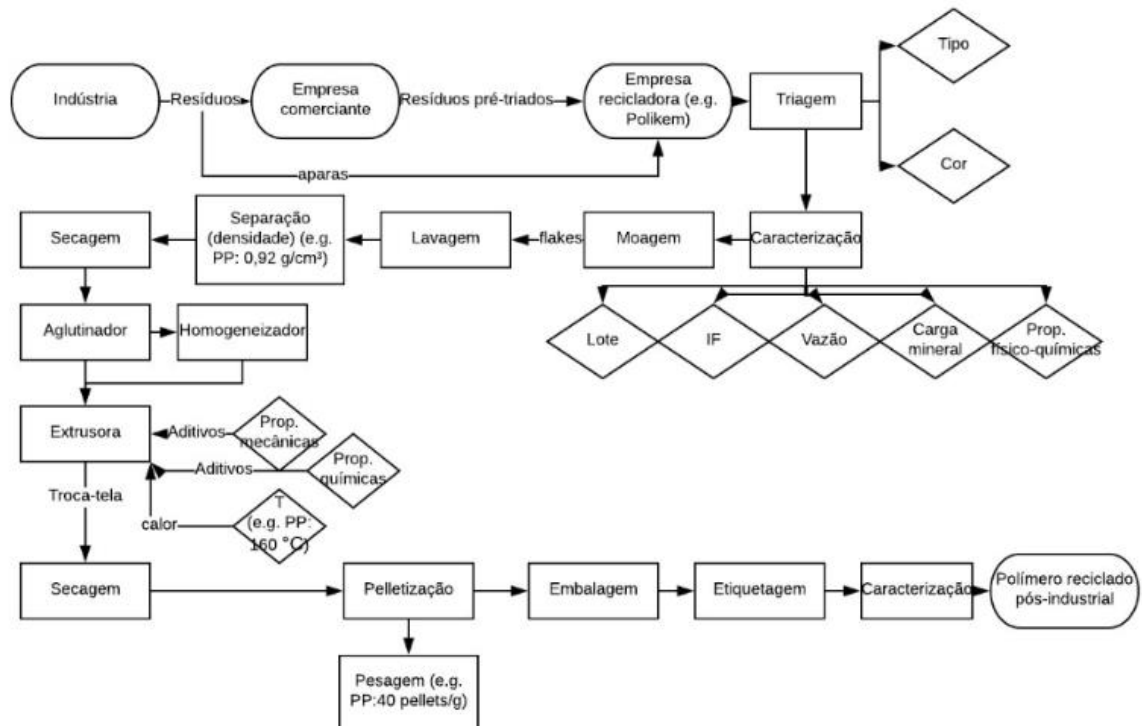 Tipo
Indústria
Resíduos
Empresa
comerciante
Resíduos pré-triados
Empresa
recicladora (e.g.
Polikem)
Triagem
aparas
Cor
Secagem
Separação
(densidade) (e.g.
PP: 0,92 g/cm³)
Lavagem
flakes
Moagem
Caracterização
Aglutinador
Homogeneizador
Lote
IF
Vazão
Carga
mineral
Prop.
físico-químicas
Extrusora
Aditivos
Prop.
mecânicas
Aditivos
Prop.
químicas
Troca-tela
calor
T
(e.g. PP:
160 °C)
Secagem
Pelletização
Embalagem
Etiquetagem
Caracterização
Polímero reciclado
pós-industrial
Pesagem (e.g.
PP:40 pellets/g)